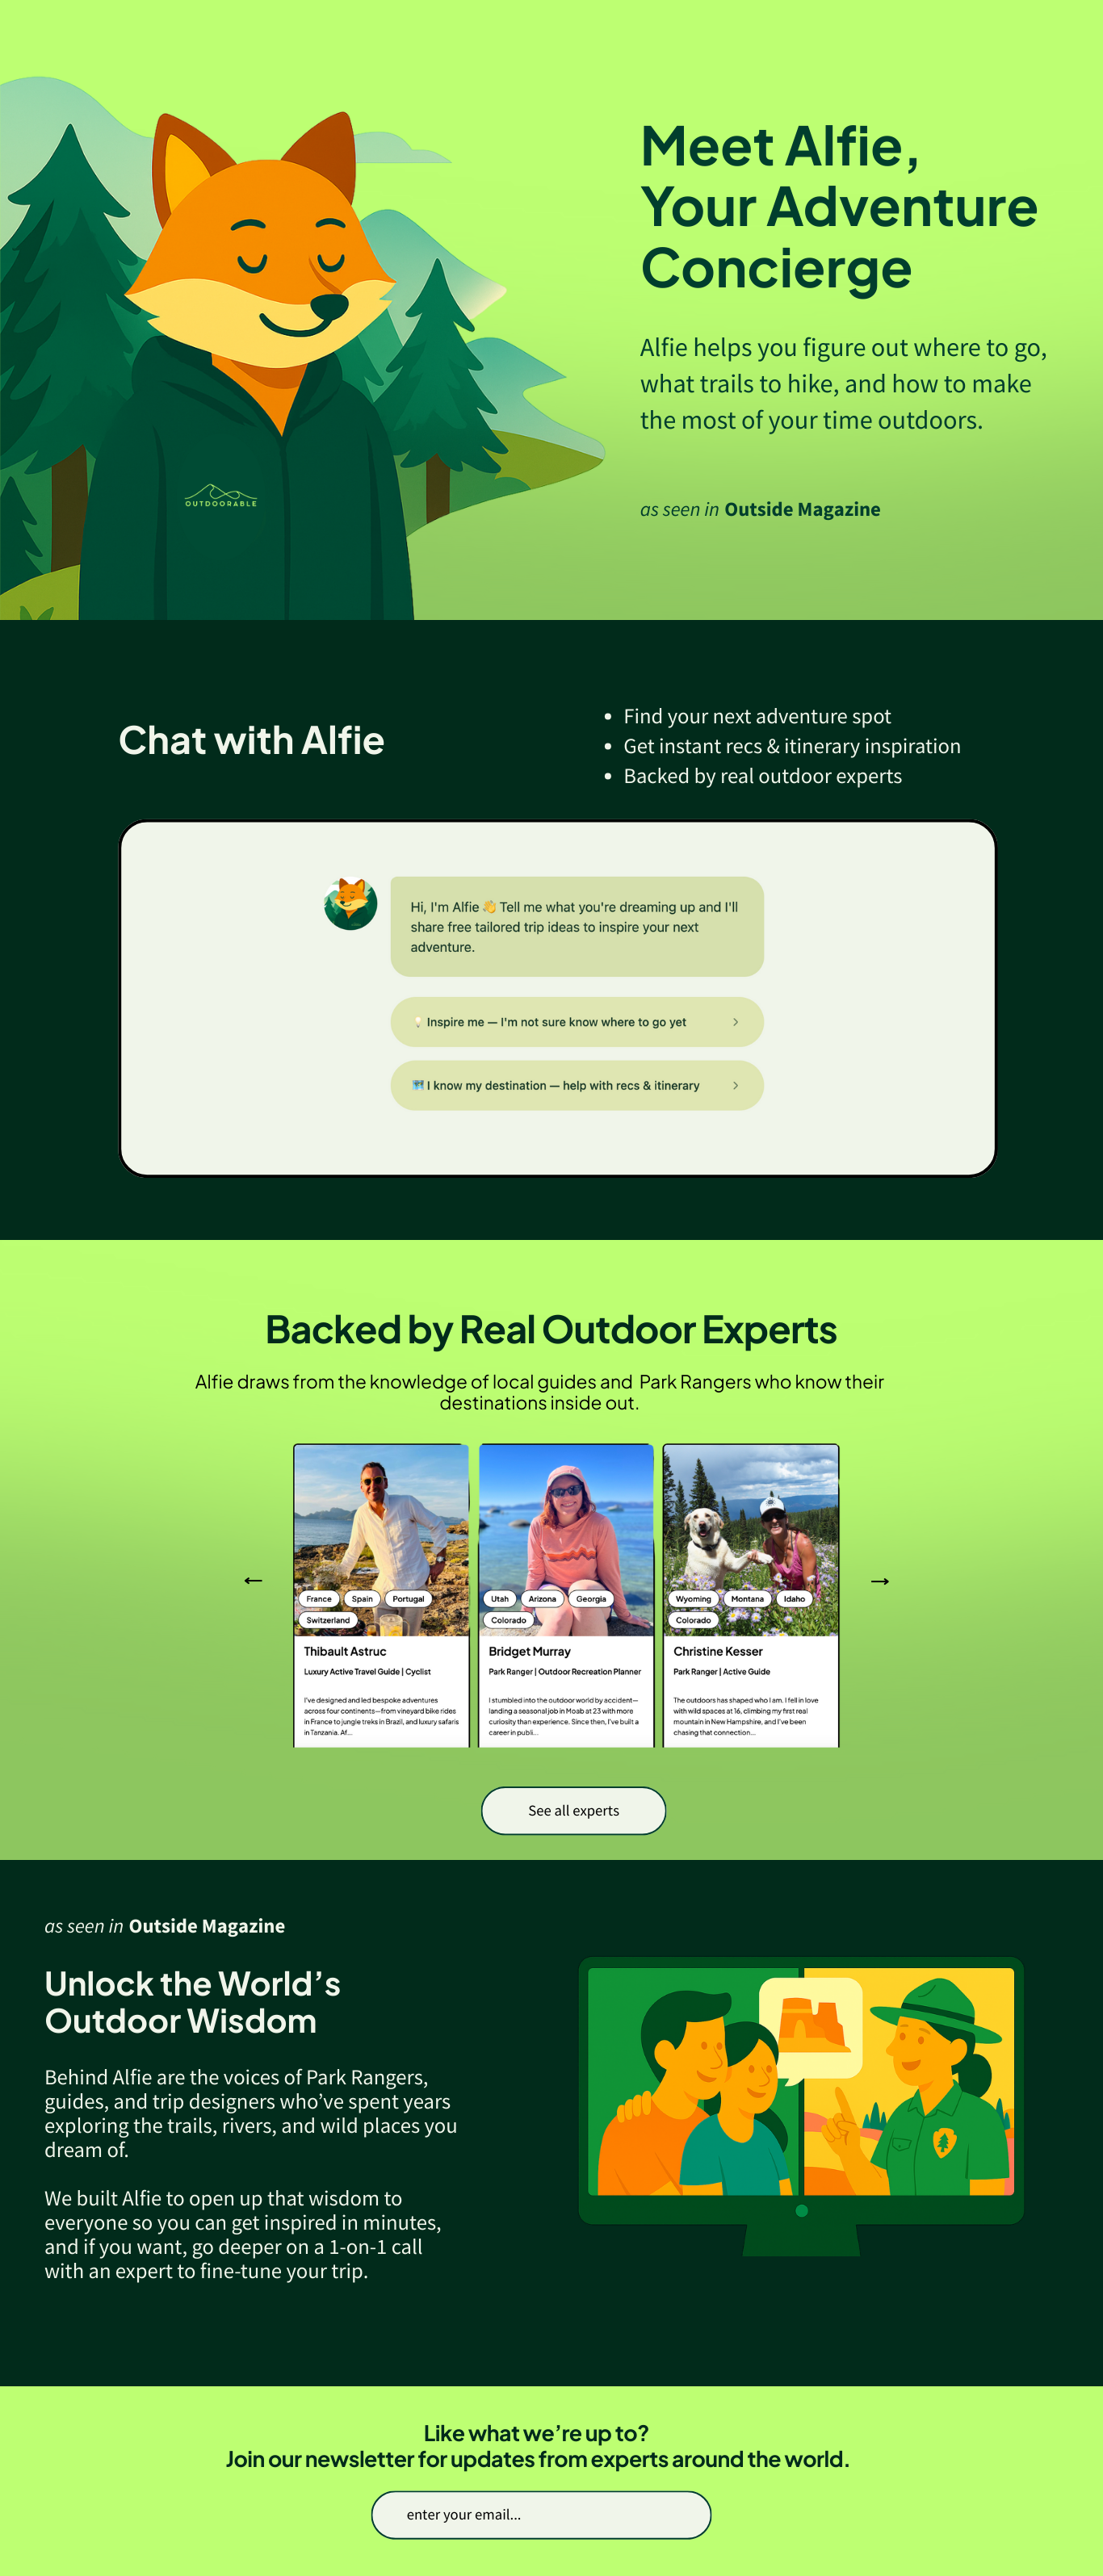 Meet Alfie,
Your Adventure
Concierge
Alfie helps you figure out where to go,
what trails to hike, and how to make
the most of your time outdoors.
as seen in Outside Magazine
OUTDOORABLE
Chat with Alfie
• Find your next adventure spot
• Get instant recs & itinerary inspiration
• Backed by real outdoor experts
Hi, I'm Alfie 👋 Tell me what you're dreaming up and I'll
share free tailored trip ideas to inspire your next
adventure.
💡 Inspire me — I'm not sure know where to go yet
🗺️ I know my destination — help with recs & itinerary
Backed by Real Outdoor Experts
Alfie draws from the knowledge of local guides and Park Rangers who know their
destinations inside out.
←
→
France Spain Portugal
Switzerland
Thibault Astruc
Luxury Active Travel Guide | Cyclist
I've designed and led bespoke adventures
across four continents—from vineyard bike rides
in France to jungle treks in Brazil, and luxury safaris
in Tanzania. Af...
Utah Arizona Georgia
Colorado
Bridget Murray
Park Ranger | Outdoor Recreation Planner
I stumbled into the outdoor world by accident—
landing a seasonal job in Moab at 23 with more
curiosity than experience. Since then, I've built a
career in publi...
Wyoming Montana Idaho
Colorado
Christine Kesser
Park Ranger | Active Guide
The outdoors has shaped who I am. I fell in love
with wild spaces at 16, climbing my first real
mountain in New Hampshire, and I've been
chasing that connection...
See all experts
as seen in Outside Magazine
Unlock the World's
Outdoor Wisdom
Behind Alfie are the voices of Park Rangers,
guides, and trip designers who've spent years
exploring the trails, rivers, and wild places you
dream of.
We built Alfie to open up that wisdom to
everyone so you can get inspired in minutes,
and if you want, go deeper on a 1-on-1 call
with an expert to fine-tune your trip.
Like what we're up to?
Join our newsletter for updates from experts around the world.
enter your email...